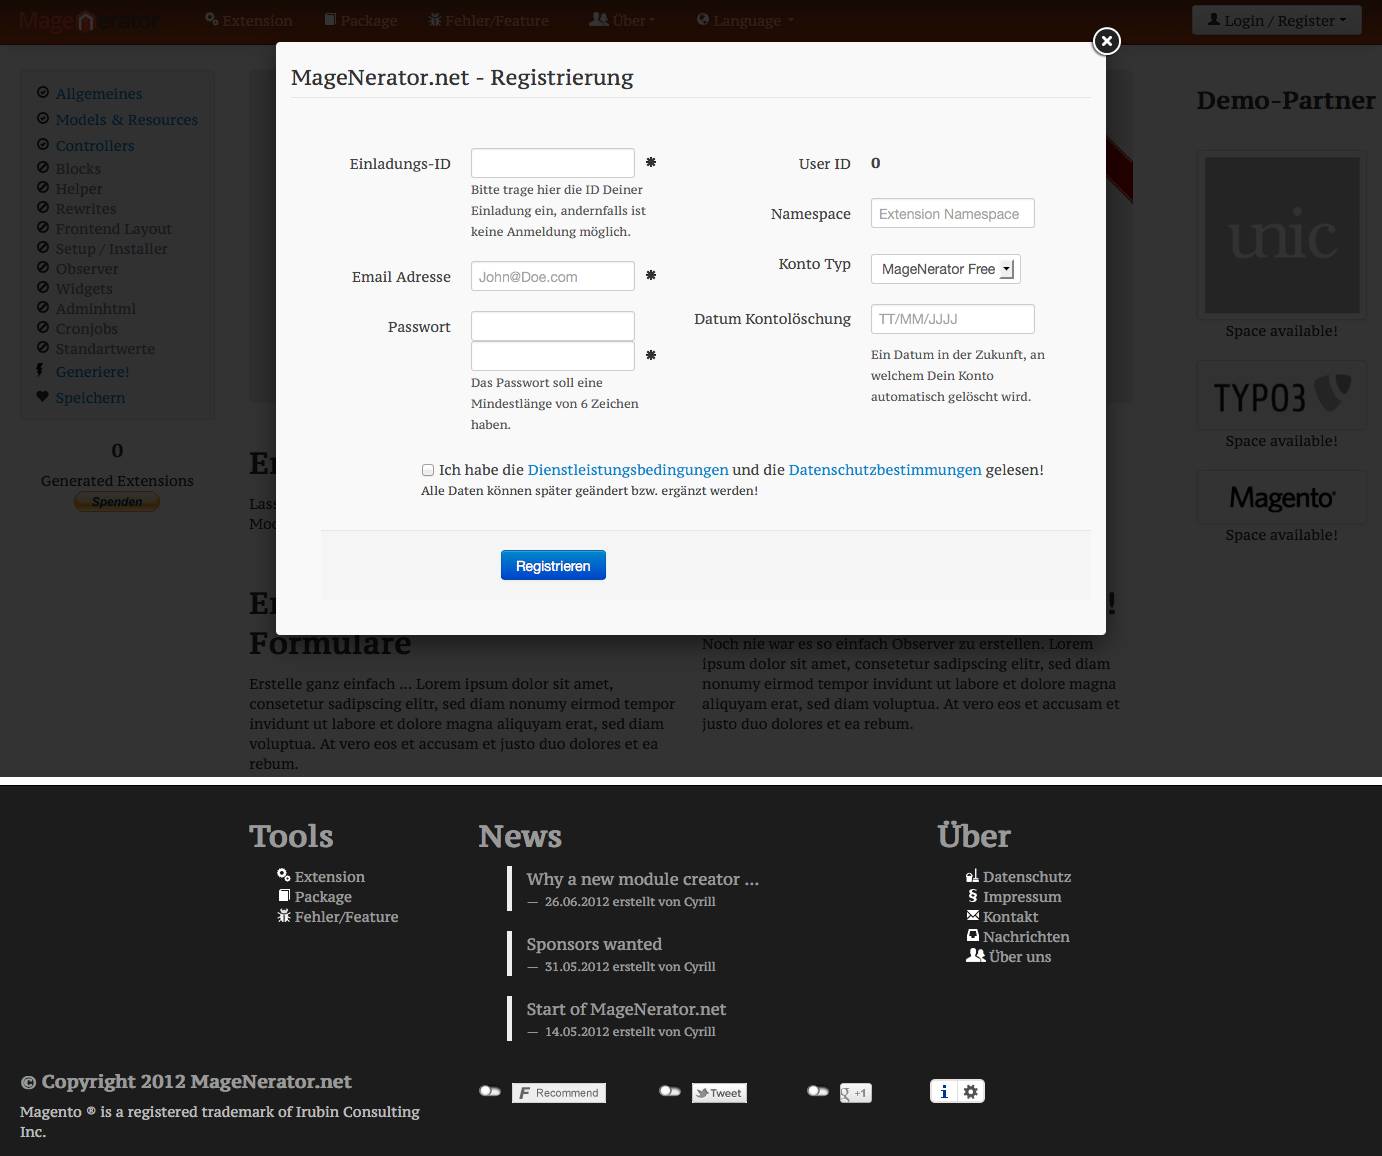 MageNerator
Extension
Package
Fehler/Feature
Über
Language
Login / Register
MageNerator.net - Registrierung
Allgemeines
Models & Resources
Controllers
Blocks
Helper
Rewrites
Frontend Layout
Setup / Installer
Observer
Widgets
Adminhtml
Cronjobs
Standartwerte
Generiere!
Speichern
0
Generated Extensions
Spenden
Einladungs-ID
Bitte trage hier die ID Deiner
Einladung ein, andernfalls ist
keine Anmeldung möglich.
Email Adresse
John@Doe.com
Passwort
Das Passwort soll eine
Mindestlänge von 6 Zeichen
haben.
User ID 0
Namespace
Extension Namespace
Konto Typ
MageNerator Free
Datum Kontolöschung
TT/MM/JJJJ
Ein Datum in der Zukunft, an
welchem Dein Konto
automatisch gelöscht wird.
Ich habe die Dienstleistungsbedingungen und die Datenschutzbestimmungen gelesen!
Alle Daten können später geändert bzw. ergänzt werden!
Registrieren
Demo-Partner
unic
Space available!
TYPO3
Space available!
Magento
Space available!
Formulare
Erstelle ganz einfach ... Lorem ipsum dolor sit amet,
consetetur sadipscing elitr, sed diam nonumy eirmod tempor
invidunt ut labore et dolore magna aliquyam erat, sed diam
voluptua. At vero eos et accusam et justo duo dolores et ea
rebum.
!
Noch nie war es so einfach Observer zu erstellen. Lorem
ipsum dolor sit amet, consetetur sadipscing elitr, sed diam
nonumy eirmod tempor invidunt ut labore et dolore magna
aliquyam erat, sed diam voluptua. At vero eos et accusam et
justo duo dolores et ea rebum.
Tools
Extension
Package
Fehler/Feature
News
Why a new module creator ...
— 26.06.2012 erstellt von Cyrill
Sponsors wanted
— 31.05.2012 erstellt von Cyrill
Start of MageNerator.net
— 14.05.2012 erstellt von Cyrill
Über
Datenschutz
§ Impressum
Kontakt
Nachrichten
Über uns
© Copyright 2012 MageNerator.net
Magento ® is a registered trademark of Irubin Consulting
Inc.
F Recommend
Tweet
g +1
i